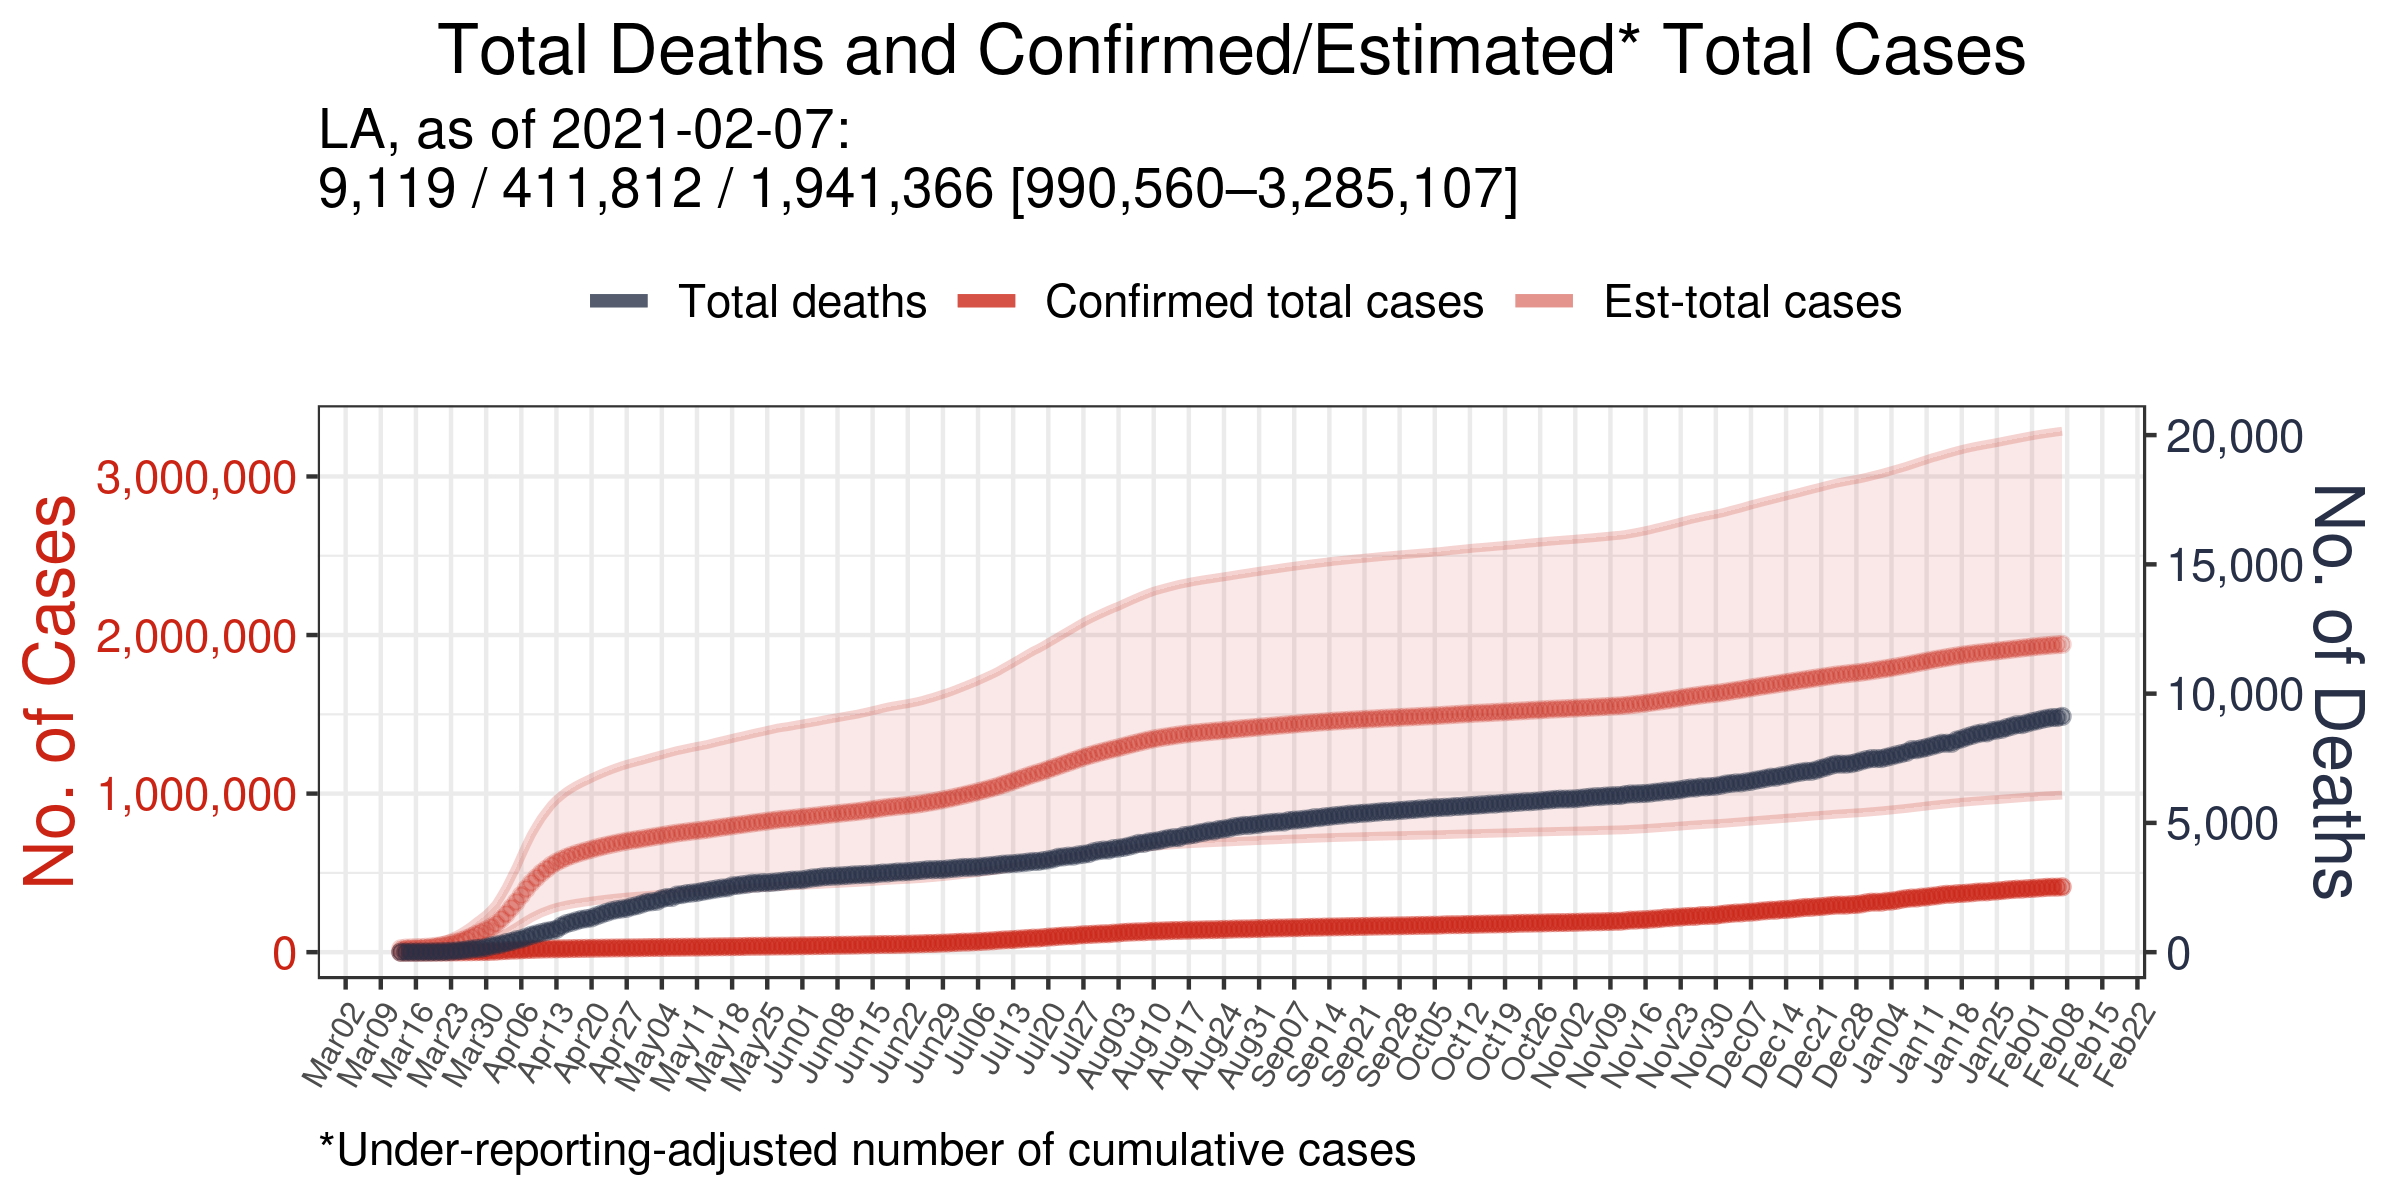 Total Deaths and Confirmed/Estimated* Total Cases
LA, as of 2021-02-07:
9,119 / 411,812 / 1,941,366 [990,560–3,285,107]
Total deaths
Confirmed total cases
Est-total cases
No. of Cases
3,000,000
2,000,000
1,000,000
0
20,000
15,000
10,000
5,000
0
No. of Deaths
Mar02
Mar09
Mar16
Mar23
Mar30
Apr06
Apr13
Apr20
Apr27
May04
May11
May18
May25
Jun01
Jun08
Jun15
Jun22
Jun29
Jul06
Jul13
Jul20
Jul27
Aug03
Aug10
Aug17
Aug24
Aug31
Sep07
Sep14
Sep21
Sep28
Oct05
Oct12
Oct19
Oct26
Nov02
Nov09
Nov16
Nov23
Nov30
Dec07
Dec14
Dec21
Dec28
Jan04
Jan11
Jan18
Jan25
Feb01
Feb08
Feb15
Feb22
*Under-reporting-adjusted number of cumulative cases